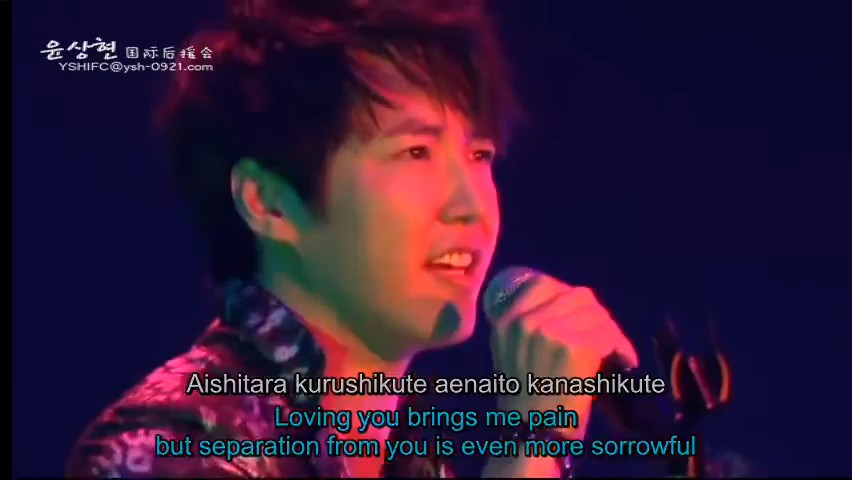 윤상현 国际后援会
YSHIFC@ysh-0921.com
Aishitara kurushikute aenaito kanashikute
Loving you brings me pain
but separation from you is even more sorrowful